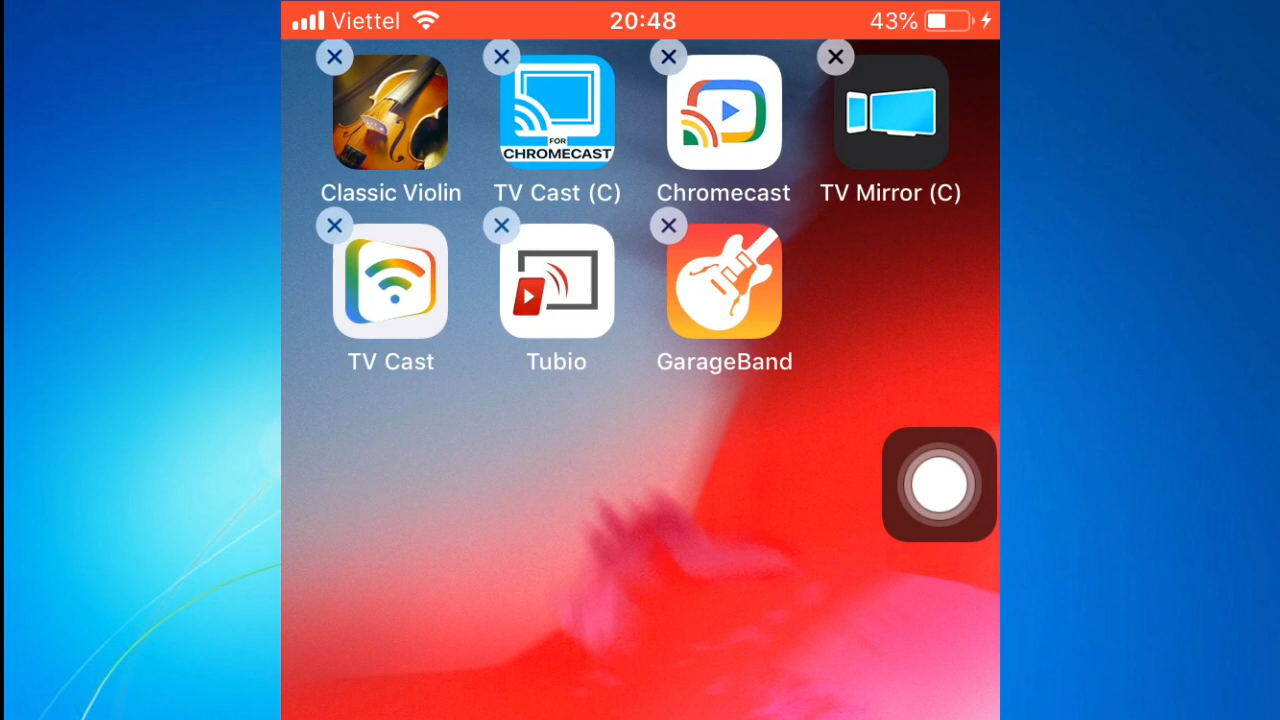 Viettel 20:48 43%
FOR
CHROMECAST
Classic Violin TV Cast (C) Chromecast TV Mirror (C)
TV Cast Tubio GarageBand